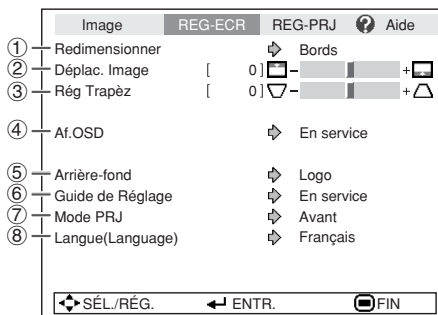 Image REG-ECR REG-PRJ ? Aide
① Redimensionner Bords
② Déplac. Image [ 0] - +
③ Rég Trapèz [ 0] - +
④ Af.OSD En service
⑤ Arrière-fond Logo
⑥ Guide de Réglage En service
⑦ Mode PRJ Avant
⑧ Langue(Language) Français
SÉL./RÉG. ENTR. FIN